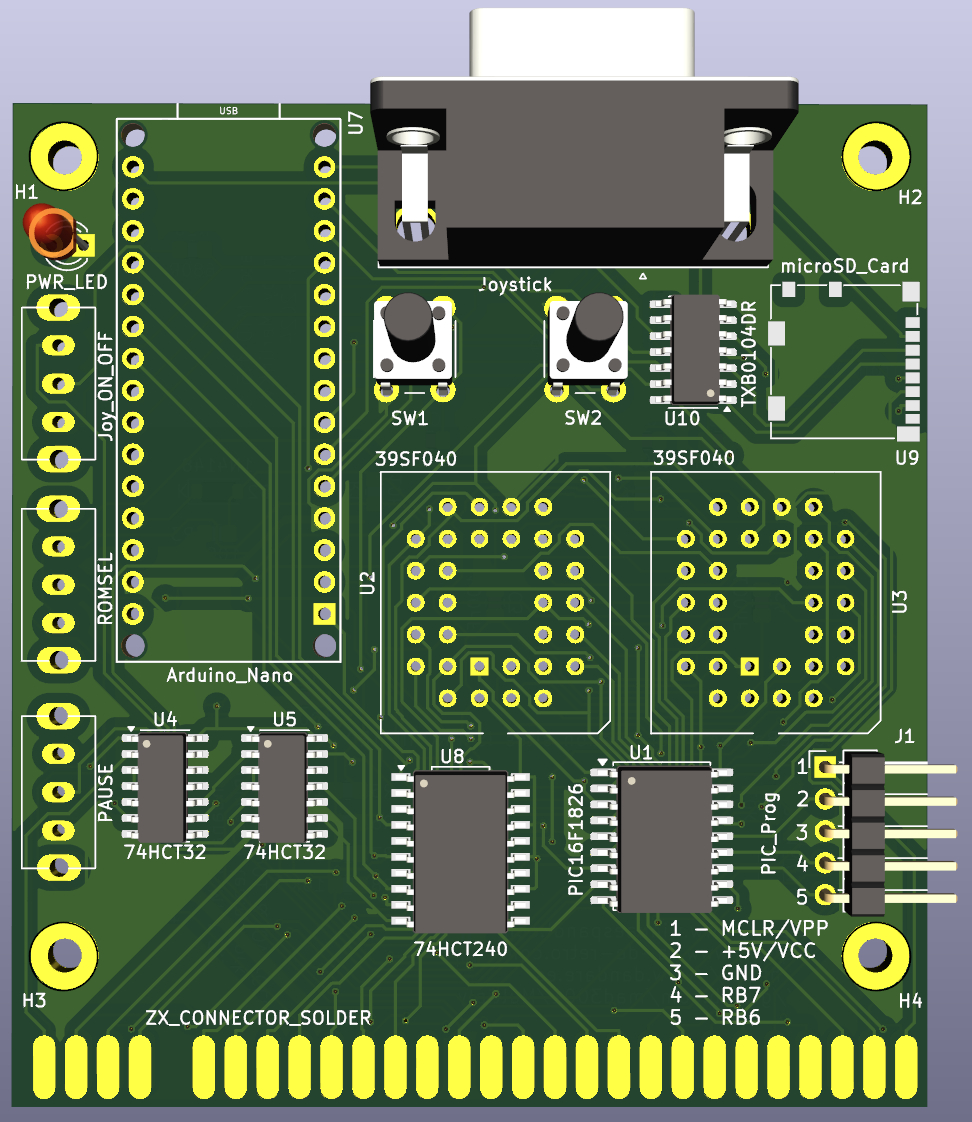 USB
U7
H1
H2
PWR_LED
Joystick
microSD_Card
Joy_ON_OFF
SW1
SW2
TXB0104DR
U10
U9
39SF040
39SF040
U2
U3
ROMSEL
Arduino_Nano
U4
U5
U8
U1
J1
PAUSE
74HCT32
74HCT32
74HCT240
PIC16F1826
PIC_Prog
1
2
3
4
5
1 - MCLR/VPP
2 - +5V/VCC
3 - GND
4 - RB7
5 - RB6
H3
H4
ZX_CONNECTOR_SOLDER